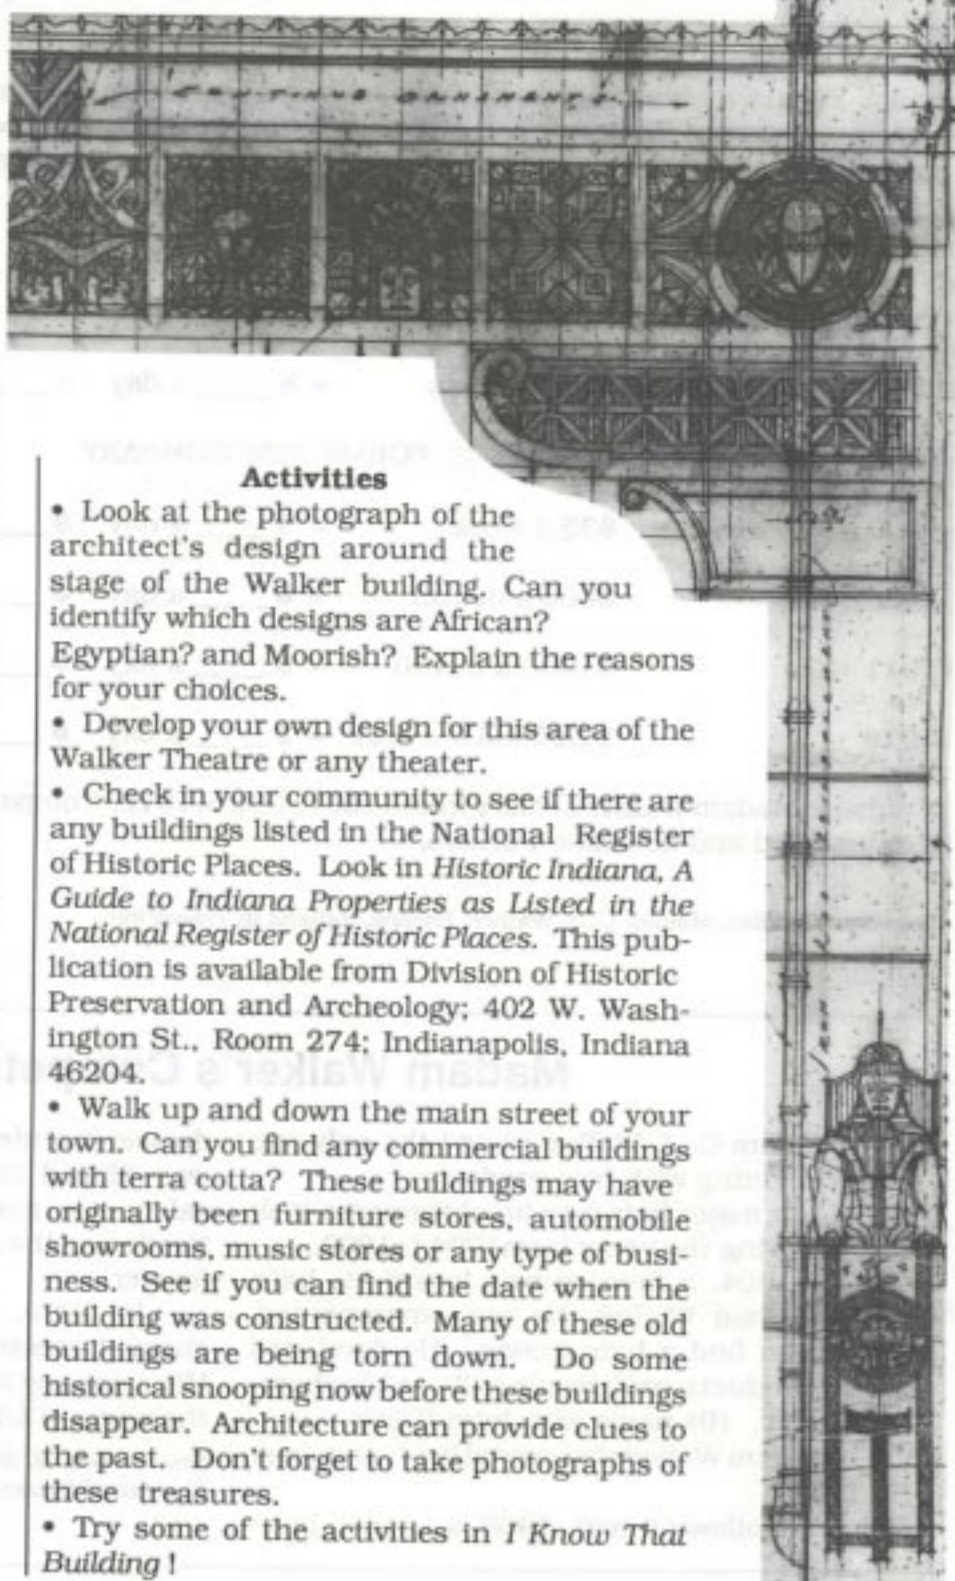 Activities
• Look at the photograph of the
architect's design around the
stage of the Walker building. Can you
identify which designs are African?
Egyptian? and Moorish? Explain the reasons
for your choices.
• Develop your own design for this area of the
Walker Theatre or any theater.
• Check in your community to see if there are
any buildings listed in the National Register
of Historic Places. Look in Historic Indiana, A
Guide to Indiana Properties as Listed in the
National Register of Historic Places. This pub-
lication is available from Division of Historic
Preservation and Archeology; 402 W. Wash-
ington St., Room 274; Indianapolis, Indiana
46204.
• Walk up and down the main street of your
town. Can you find any commercial buildings
with terra cotta? These buildings may have
originally been furniture stores, automobile
showrooms, music stores or any type of busi-
ness. See if you can find the date when the
building was constructed. Many of these old
buildings are being torn down. Do some
historical snooping now before these buildings
disappear. Architecture can provide clues to
the past. Don't forget to take photographs of
these treasures.
• Try some of the activities in I Know That
Building !